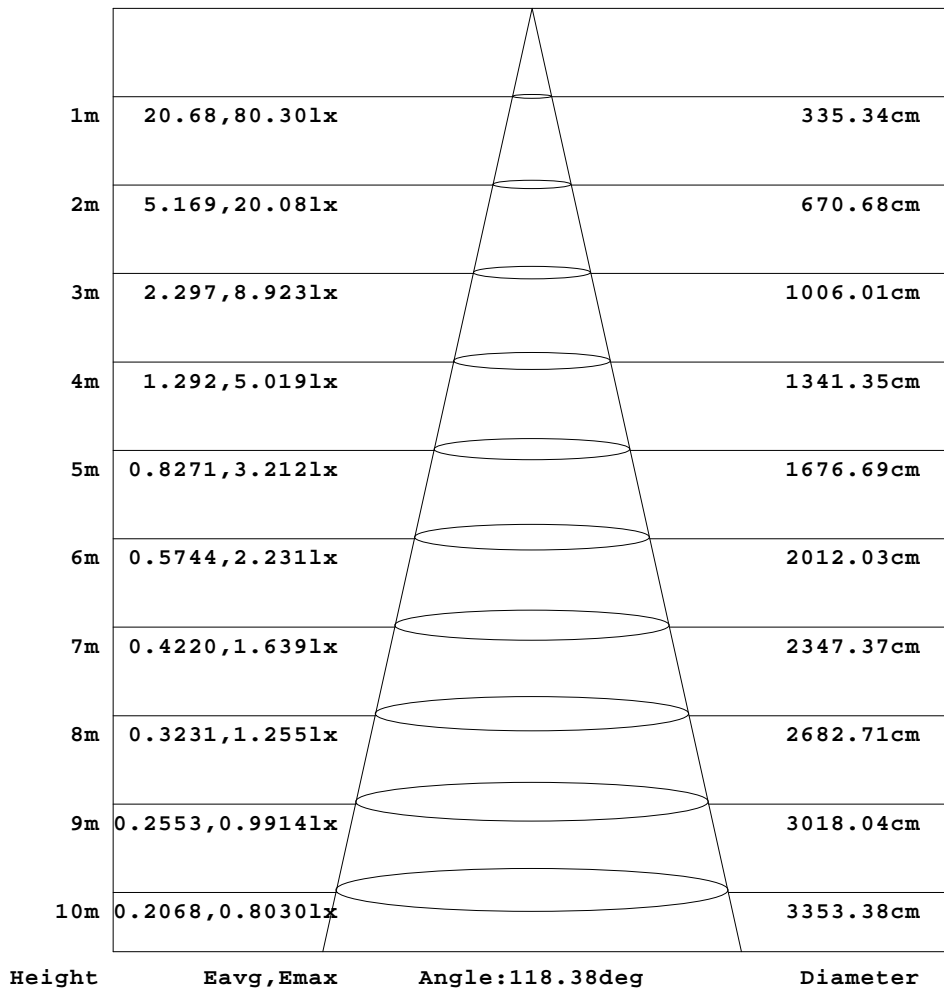 1m 20.68,80.30lx 335.34cm
2m 5.169,20.08lx 670.68cm
3m 2.297,8.923lx 1006.01cm
4m 1.292,5.019lx 1341.35cm
5m 0.8271,3.212lx 1676.69cm
6m 0.5744,2.231lx 2012.03cm
7m 0.4220,1.639lx 2347.37cm
8m 0.3231,1.255lx 2682.71cm
9m 0.2553,0.9914lx 3018.04cm
10m 0.2068,0.8030lx 3353.38cm
Height Eavg,Emax Angle:118.38deg Diameter